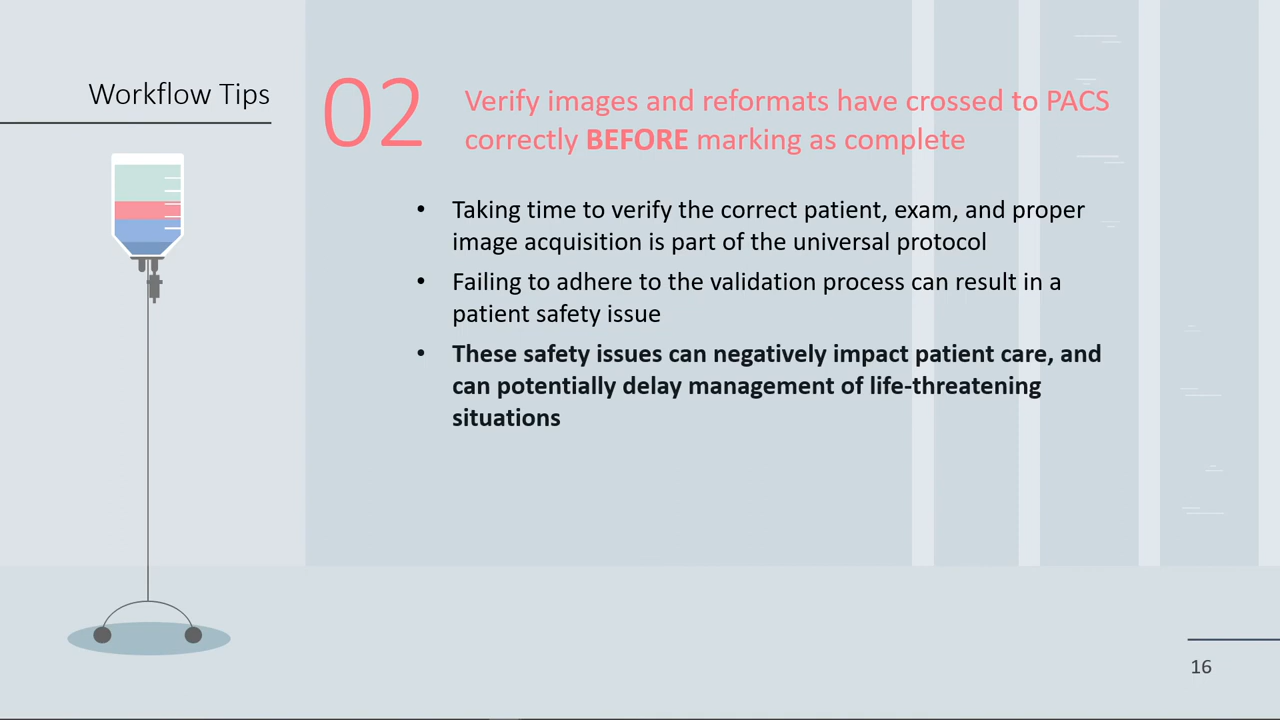 Workflow Tips
02
Verify images and reformats have crossed to PACS
correctly BEFORE marking as complete
• Taking time to verify the correct patient, exam, and proper
image acquisition is part of the universal protocol
• Failing to adhere to the validation process can result in a
patient safety issue
• These safety issues can negatively impact patient care, and
can potentially delay management of life-threatening
situations
16